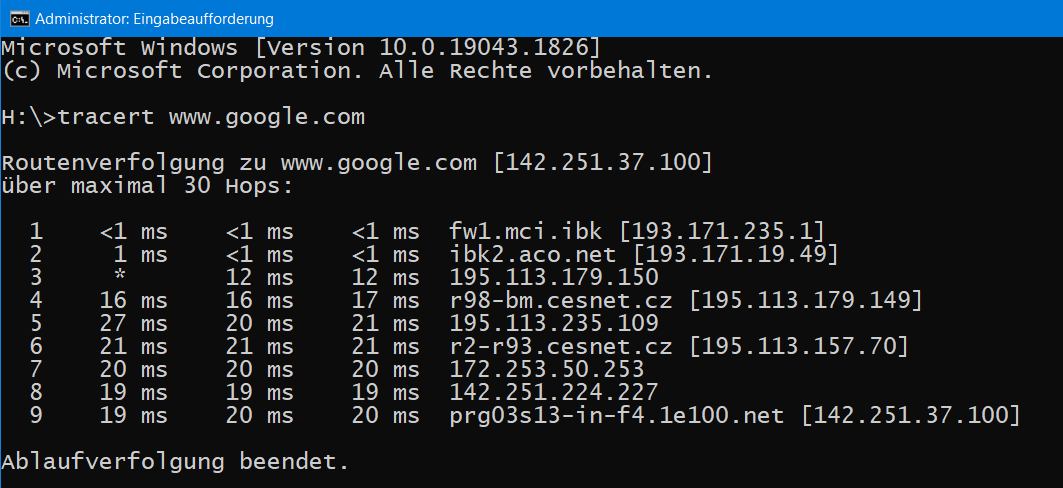 Administrator: Eingabeaufforderung
Microsoft Windows [Version 10.0.19043.1826]
(c) Microsoft Corporation. Alle Rechte vorbehalten.
H:\>tracert www.google.com
Routenverfolgung zu www.google.com [142.251.37.100]
über maximal 30 Hops:
1 <1 ms <1 ms <1 ms fw1.mci.ibk [193.171.235.1]
2 1 ms <1 ms <1 ms ibk2.aco.net [193.171.19.49]
3 * 12 ms 12 ms 195.113.179.150
4 16 ms 16 ms 17 ms r98-bm.cesnet.cz [195.113.179.149]
5 27 ms 20 ms 21 ms 195.113.235.109
6 21 ms 21 ms 21 ms r2-r93.cesnet.cz [195.113.157.70]
7 20 ms 20 ms 20 ms 172.253.50.253
8 19 ms 19 ms 19 ms 142.251.224.227
9 19 ms 20 ms 20 ms prg03s13-in-f4.1e100.net [142.251.37.100]
Ablaufverfolgung beendet.